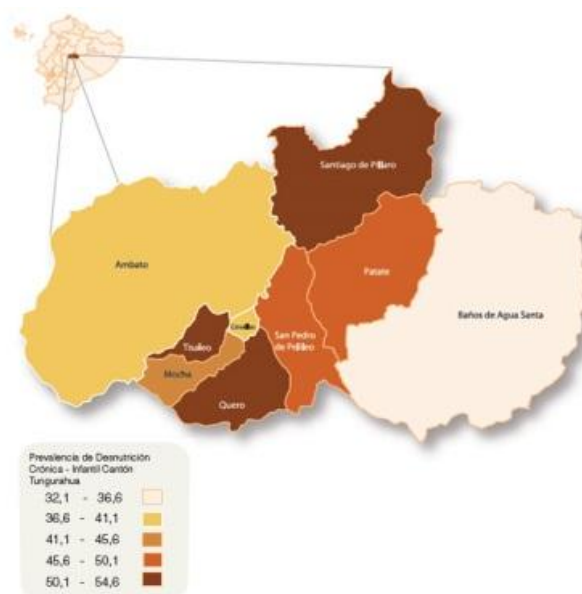 Santiago de Píllaro
Ambato
Patate
Baños de Agua Santa
Cevallos
San Pedro
de Pelileo
Tisaleo
Mocha
Quero
Prevalencia de Desnutrición
Crónica - Infantil Cantón
Tungurahua
32,1 - 36,6
36,6 - 41,1
41,1 - 45,6
45,6 - 50,1
50,1 - 54,6